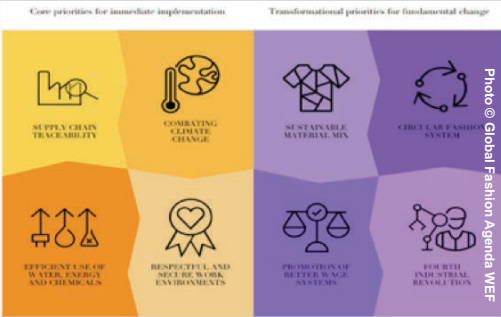 Core priorities for immediate implementation
Transformational priorities for fundamental change
SUPPLY CHAIN
TRACEABILITY
COMBATING
CLIMATE
CHANGE
SUSTAINABLE
MATERIAL MIX
CIRCULAR FASHION
SYSTEM
EFFICIENT USE OF
WATER, ENERGY
AND CHEMICALS
RESPECTFUL AND
SECURE WORK
ENVIRONMENTS
PROMOTION OF
BETTER WAGE
SYSTEMS
FOURTH
INDUSTRIAL
REVOLUTION
Photo © Global Fashion Agenda WEF